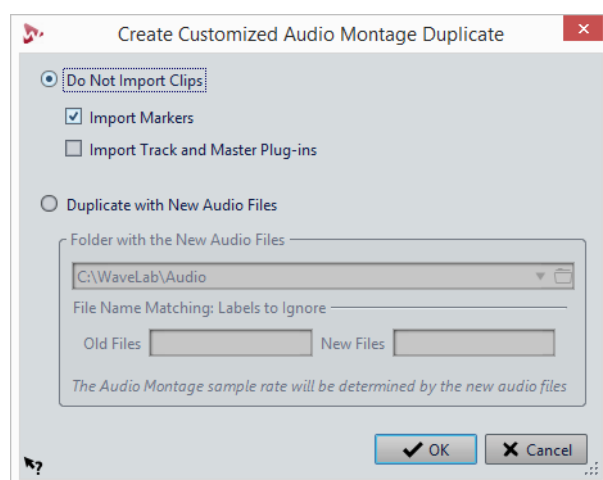 Create Customized Audio Montage Duplicate
Do Not Import Clips
Import Markers
Import Track and Master Plug-ins
Duplicate with New Audio Files
Folder with the New Audio Files
C:\WaveLab\Audio
File Name Matching: Labels to Ignore
Old Files New Files
The Audio Montage sample rate will be determined by the new audio files
OK Cancel
?